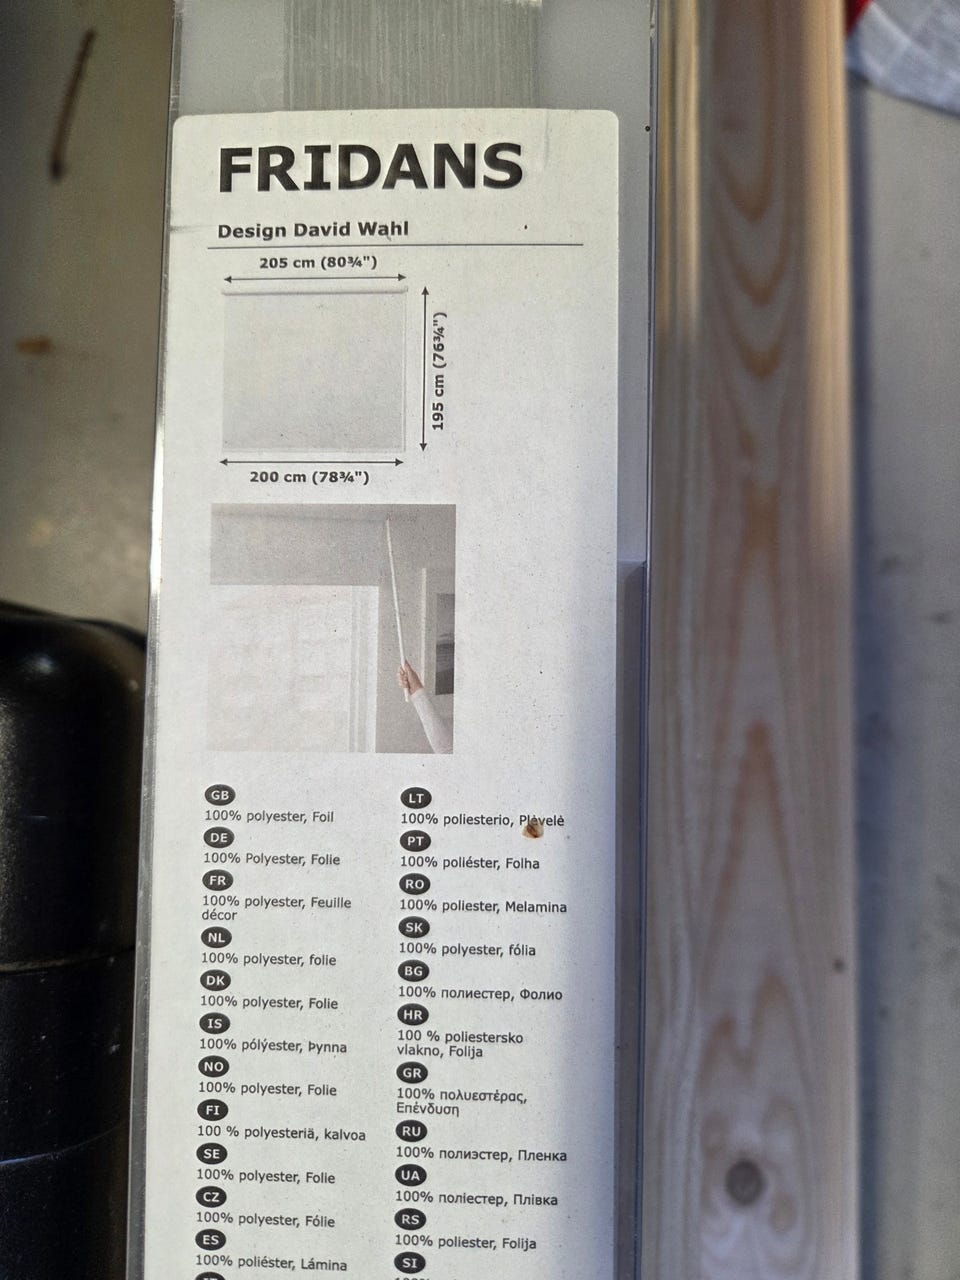 FRIDANS
Design David Wahl
205 cm (80¾")
195 cm (76¾")
200 cm (78¾")
GB
100% polyester, Foil
DE
100% Polyester, Folie
FR
100% polyester, Feuille
décor
NL
100% polyester, folie
DK
100% polyester, Folie
IS
100% pólýester, Þynna
NO
100% polyester, Folie
FI
100 % polyesteriä, kalvoa
SE
100% polyester, Folie
CZ
100% polyester, Fólie
ES
100% poliéster, Lámina
LT
100% poliesterio, Plėvelė
PT
100% poliéster, Folha
RO
100% poliester, Melamina
SK
100% polyester, fólia
BG
100% полиестер, Фолио
HR
100 % poliestersko
vlakno, Folija
GR
100% πολυεστέρας,
Επένδυση
RU
100% полиэстер, Пленка
UA
100% поліестер, Плівка
RS
100% poliester, Folija
SI